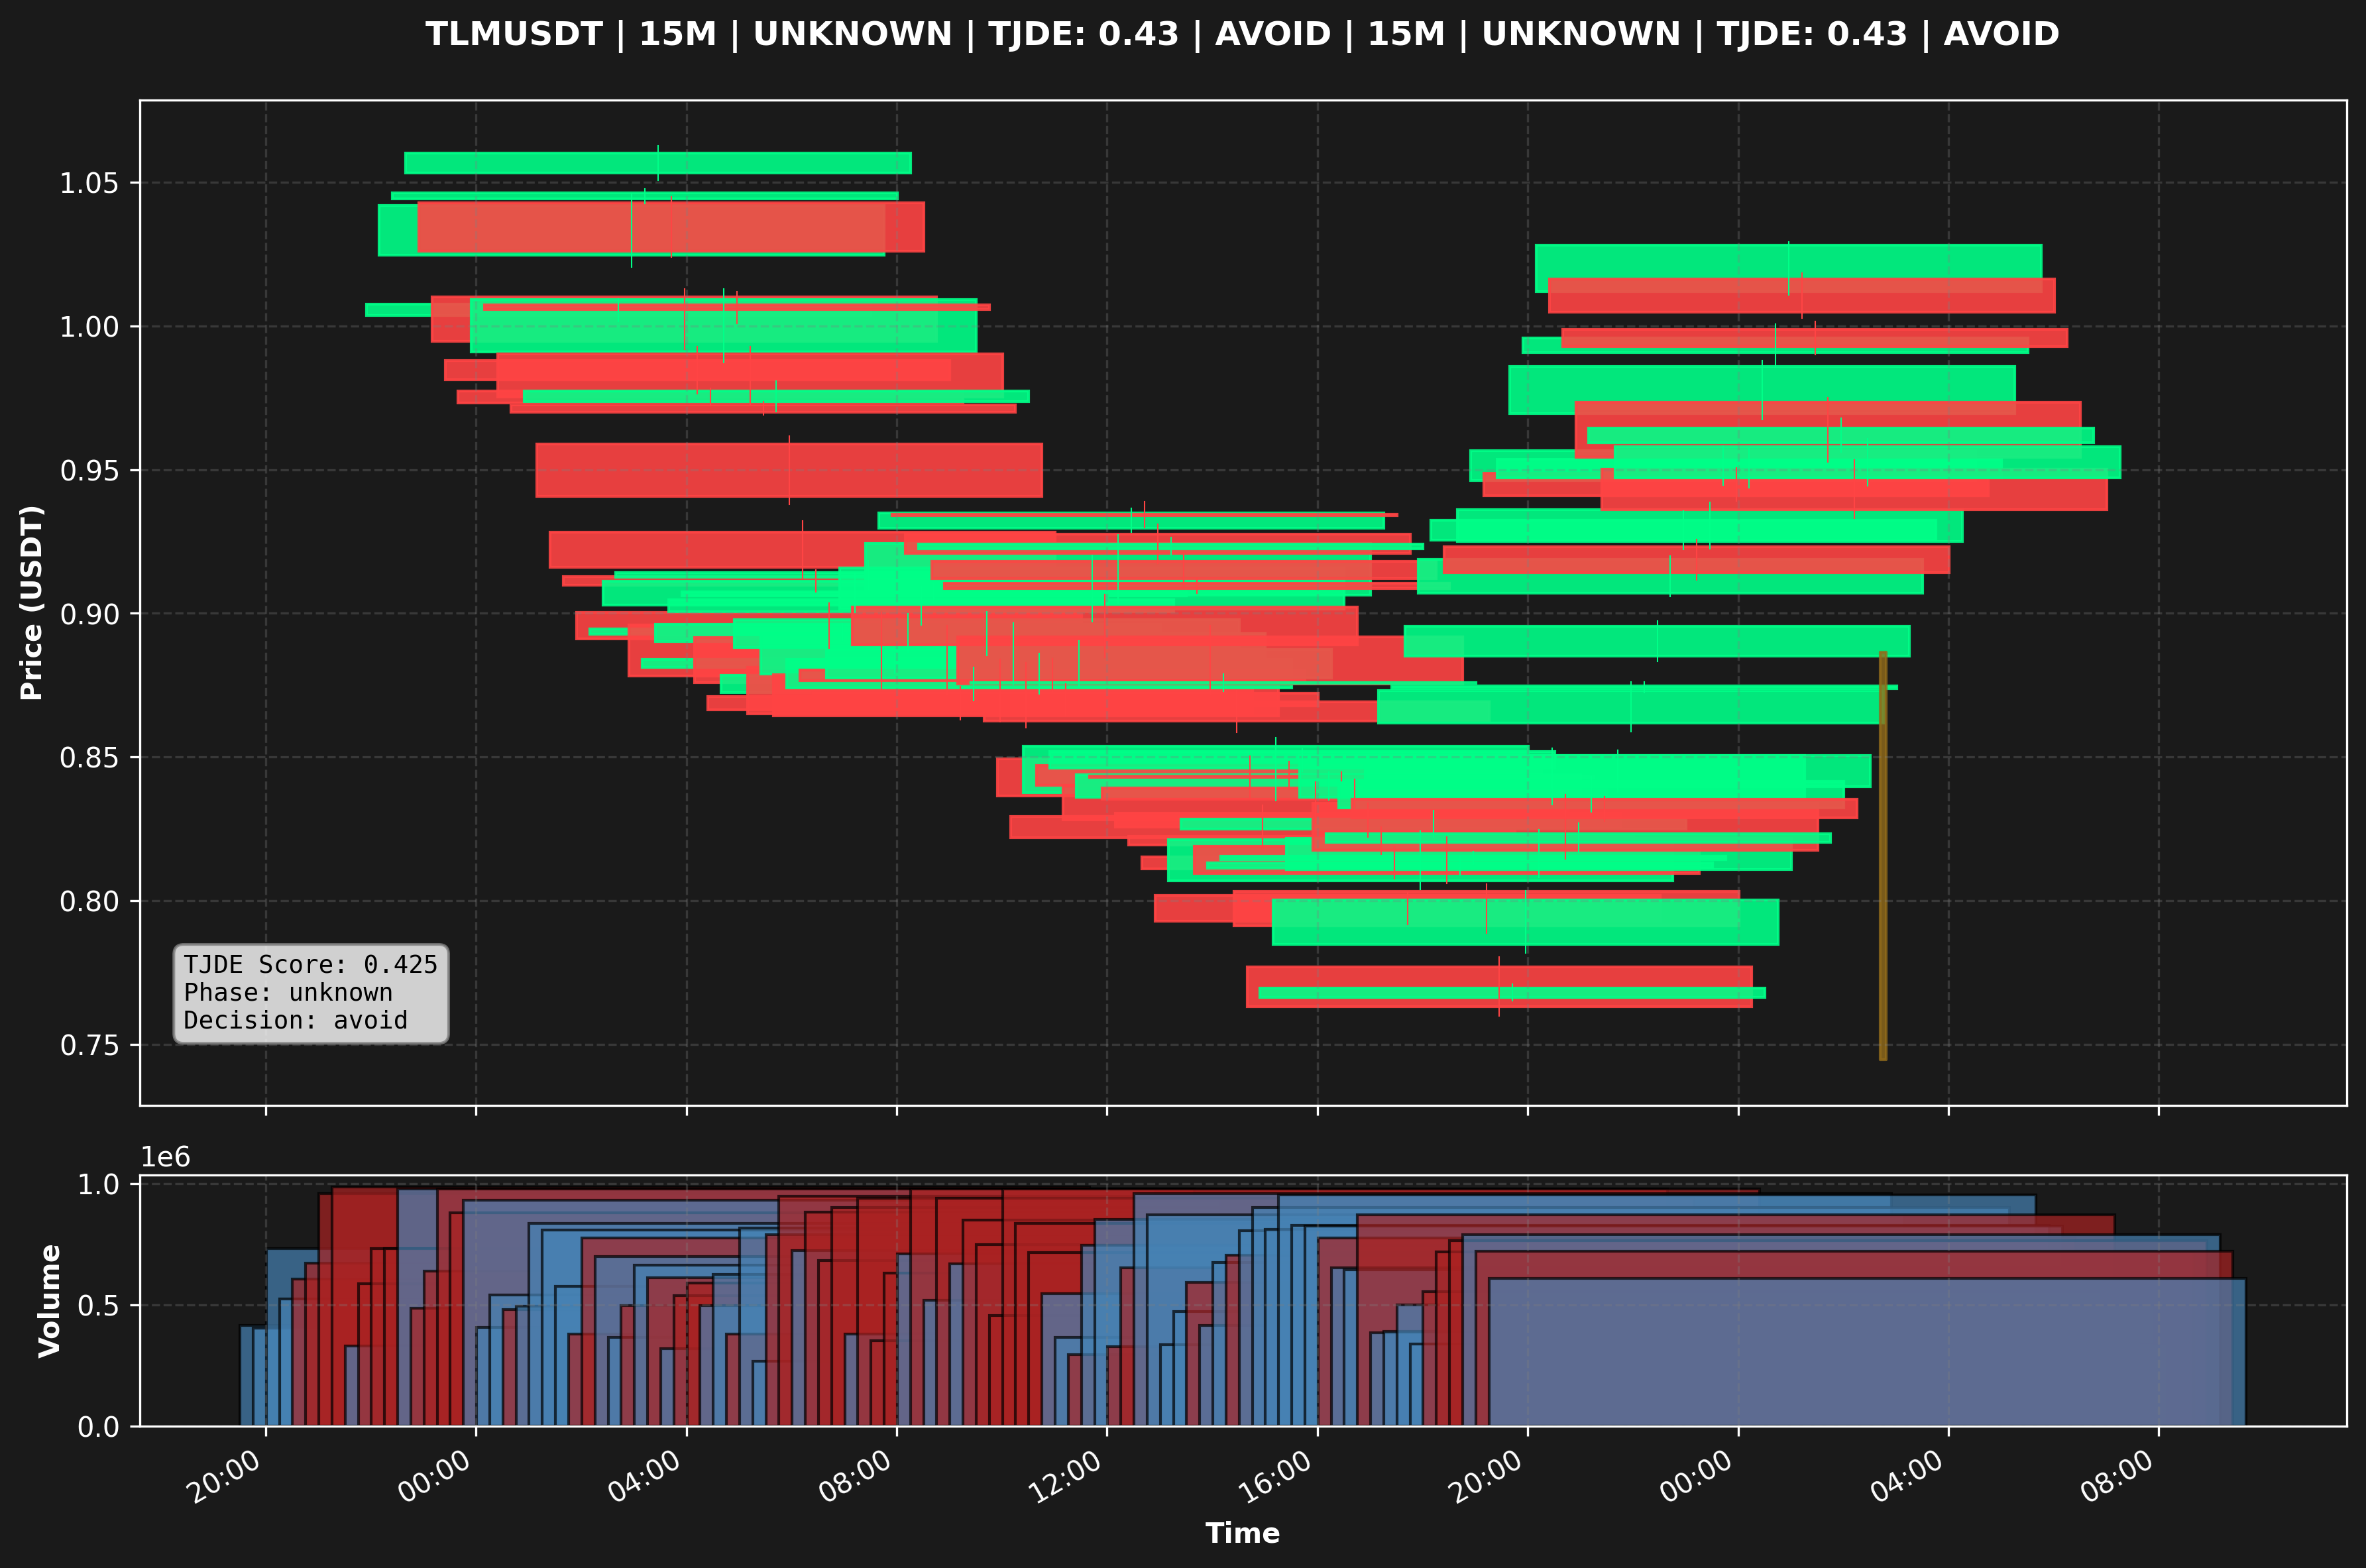 TLMUSDT | 15M | UNKNOWN | TJDE: 0.43 | AVOID | 15M | UNKNOWN | TJDE: 0.43 | AVOID
Price (USDT)
1.05
1.00
0.95
0.90
0.85
0.80
0.75
TJDE Score: 0.425
Phase: unknown
Decision: avoid
1e6
Volume
1.0
0.5
0.0
20:00
00:00
04:00
08:00
12:00
16:00
20:00
00:00
04:00
08:00
Time